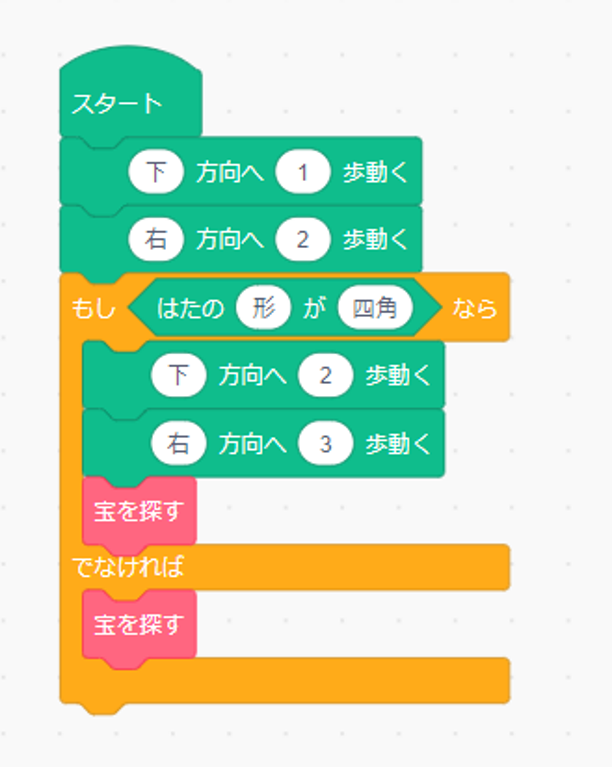 スタート
下 方向へ 1 歩動く
右 方向へ 2 歩動く
もし はたの 形 が 四角 なら
下 方向へ 2 歩動く
右 方向へ 3 歩動く
宝を探す
でなければ
宝を探す